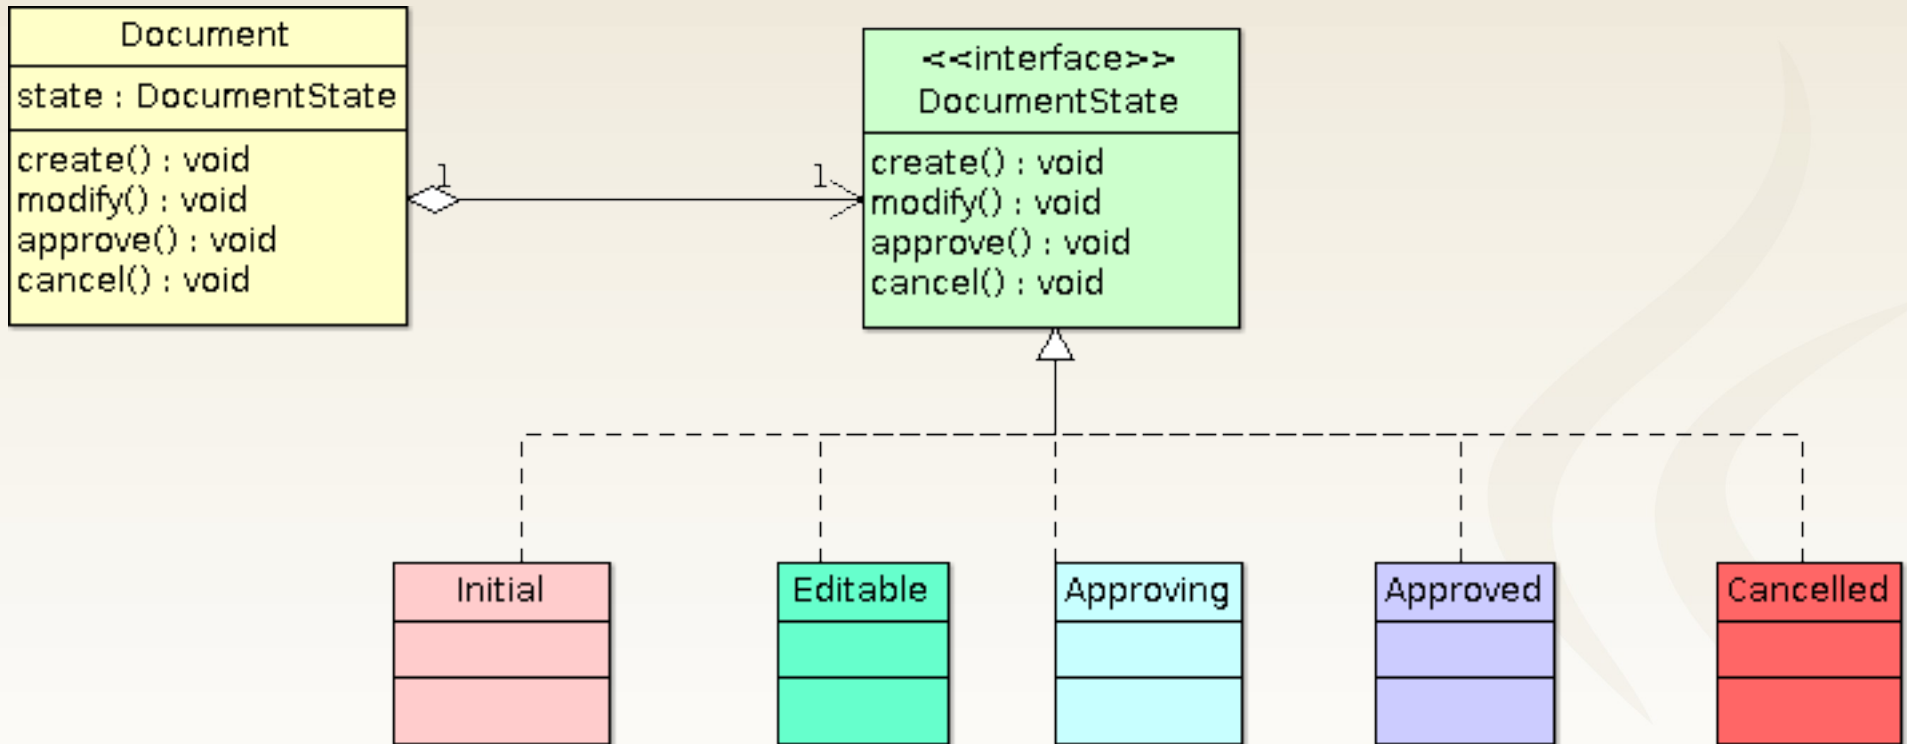 Document
state : DocumentState
create() : void
modify() : void
approve() : void
cancel() : void
1
1
<<interface>>
DocumentState
create() : void
modify() : void
approve() : void
cancel() : void
Initial
Editable
Approving
Approved
Cancelled